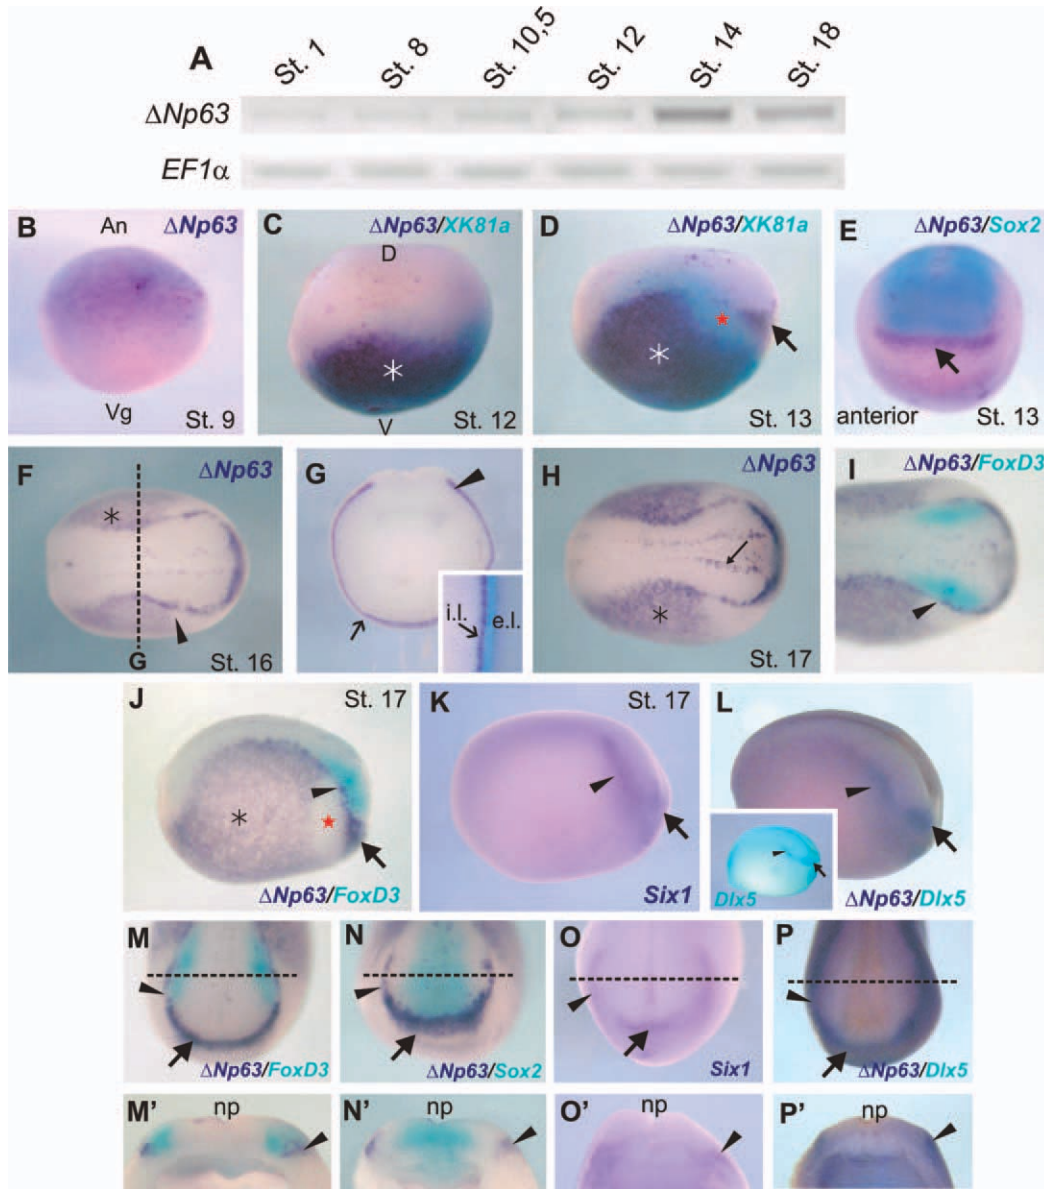 A St. 1 St. 8 St. 10,5 St. 12 St. 14 St. 18
ΔNp63
EF1α
B An ΔNp63
Vg St. 9
C ΔNp63/XK81a
D
V St. 12
D ΔNp63/XK81a
St. 13
E ΔNp63/Sox2
anterior St. 13
F ΔNp63
G St. 16
G
i.l. e.l.
H ΔNp63
St. 17
I ΔNp63/FoxD3
J St. 17
ΔNp63/FoxD3
K St. 17
Six1
L
Dlx5
ΔNp63/Dlx5
M
ΔNp63/FoxD3
N
ΔNp63/Sox2
O
Six1
P
ΔNp63/Dlx5
M' np
N' np
O' np
P' np